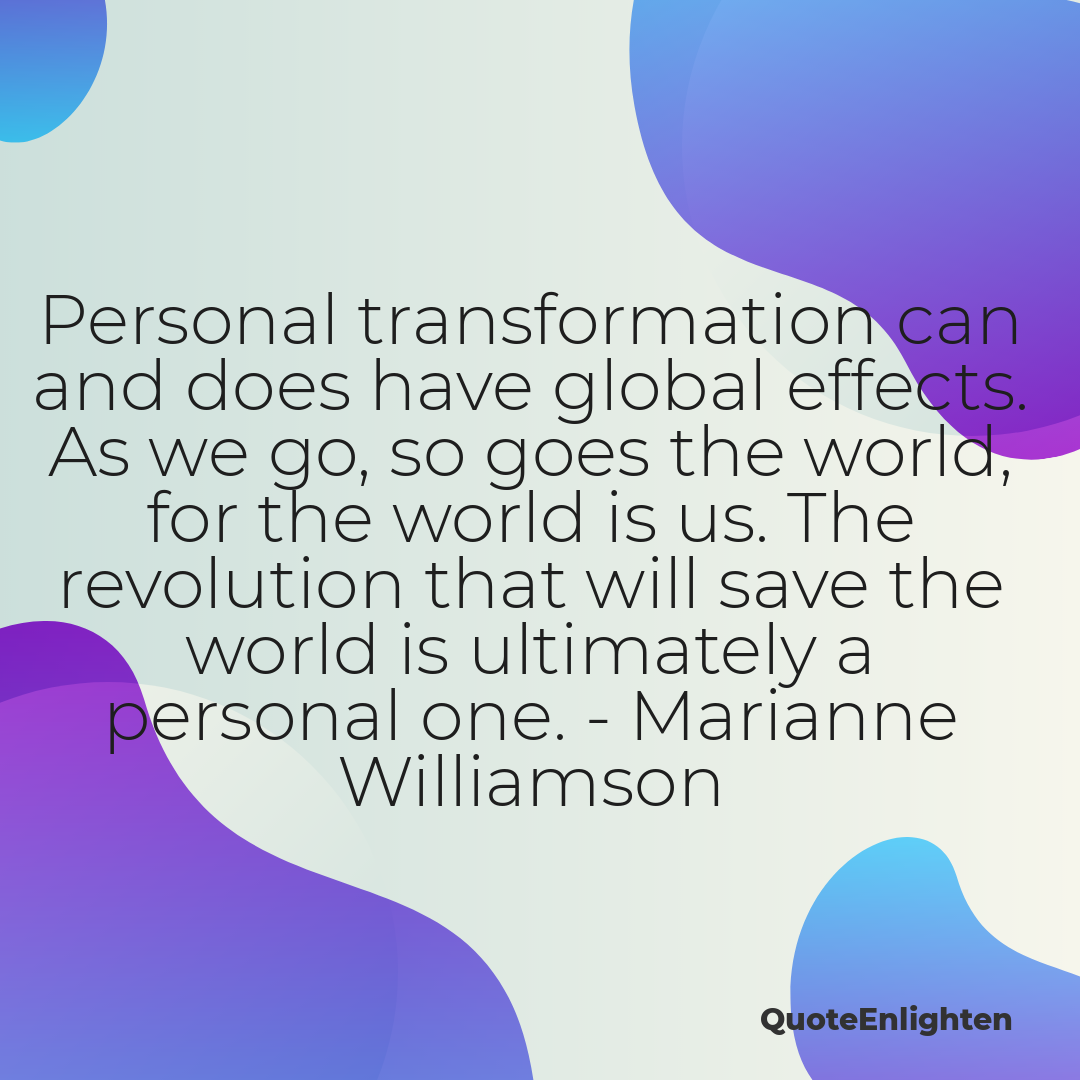 Personal transformation can
and does have global effects.
As we go, so goes the world,
for the world is us. The
revolution that will save the
world is ultimately a
personal one. - Marianne
Williamson
QuoteEnlighten